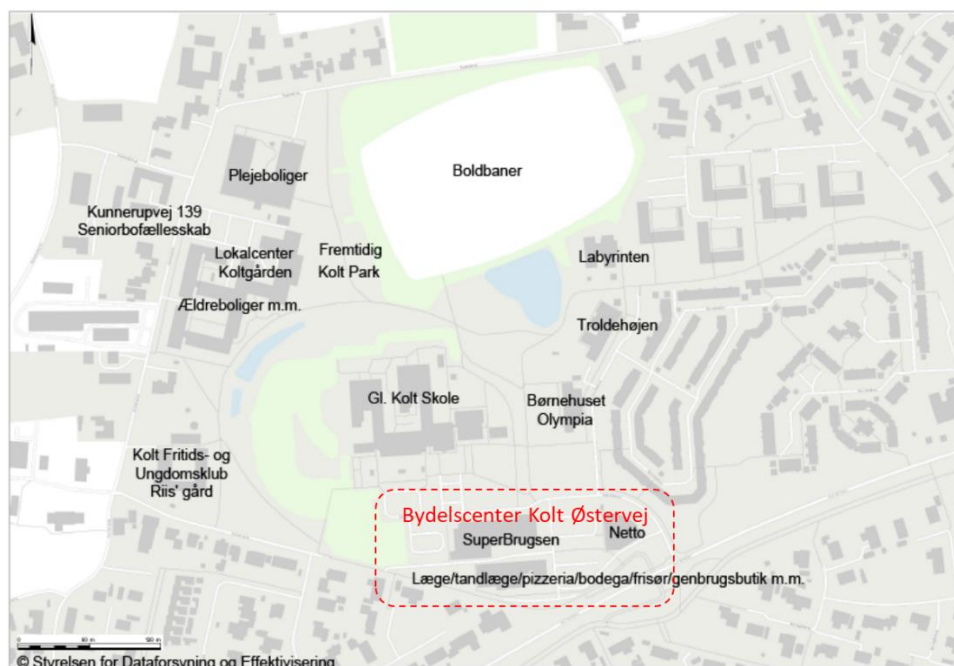 Plejeboliger
Boldbaner
Kunnerupvej 139
Seniorbofællesskab
Lokalcenter
Koltgården
Fremtidig
Kolt Park
Labyrinten
Ældreboliger m.m.
Troldehøjen
Gl. Kolt Skole
Børnehuset
Olympia
Kolt Fritids- og
Ungdomsklub
Riis' gård
Bydelscenter Kolt Østervej
SuperBrugsen
Netto
Læge/tandlæge/pizzeria/bodega/frisør/genbrugsbutik m.m.
© Styrelsen for Dataforsyning og Effektivisering